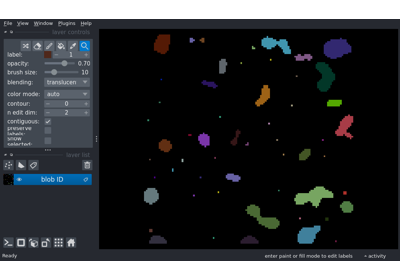 File View Window Plugins Help
layer controls
label: 1
opacity: 0.70
brush size: 10
blending: translucen
color mode: auto
contour: 0
n edit dim: 2
contiguous:
preserve labels:
show selected:
layer list
blob ID
Ready enter paint or fill mode to edit labels activity